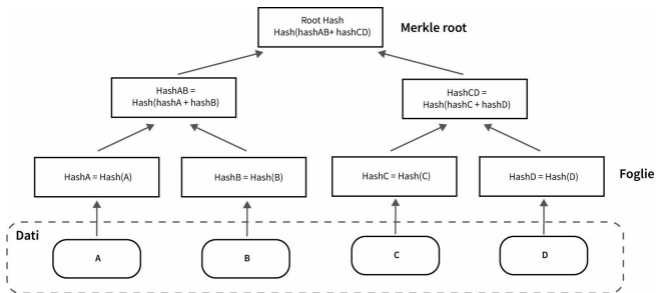 Root Hash
Hash(hashAB+ hashCD)
Merkle root
HashAB =
Hash(hashA + hashB)
HashCD =
Hash(hashC + hashD)
HashA = Hash(A)
HashB = Hash(B)
HashC = Hash(C)
HashD = Hash(D)
Foglie
Dati
A
B
C
D